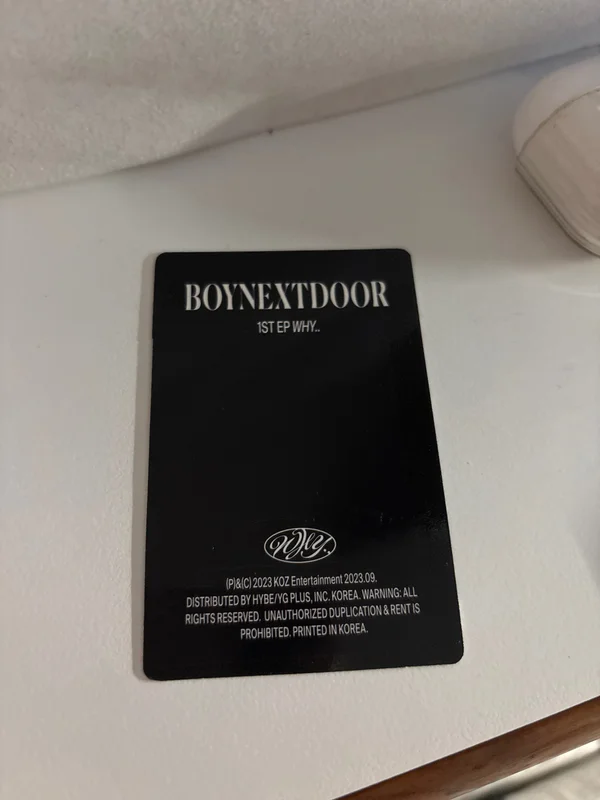 BOYNEXTDOOR
1ST EP WHY..
Why..
(P)&(C) 2023 KOZ Entertainment 2023.09.
DISTRIBUTED BY HYBE/YG PLUS, INC. KOREA. WARNING: ALL
RIGHTS RESERVED. UNAUTHORIZED DUPLICATION & RENT IS
PROHIBITED. PRINTED IN KOREA.